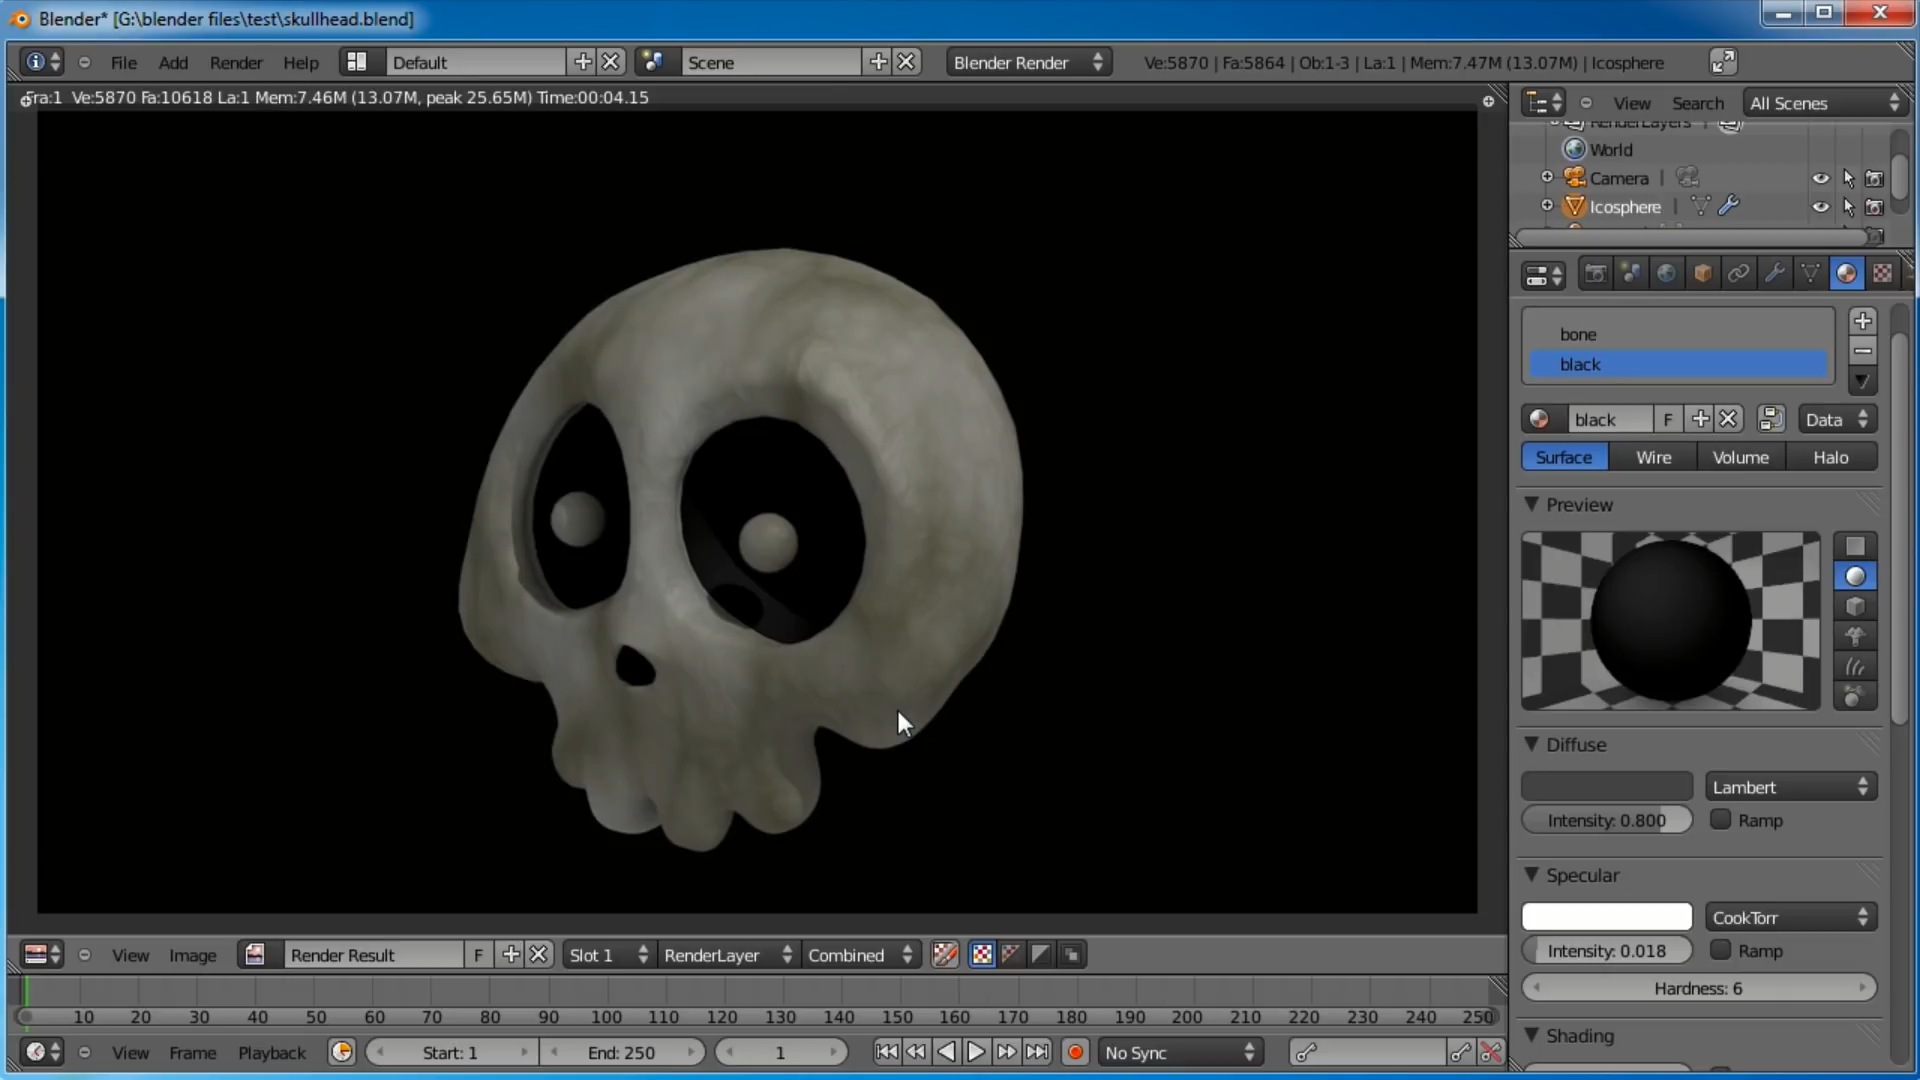 Blender* [G:\blender files\test\skullhead.blend]
File Add Render Help Default Scene Blender Render Ve:5870 | Fa:5864 | Ob:1-3 | La:1 | Mem:7.47M (13.07M) | Icosphere
Fra:1 Ve:5870 Fa:10618 La:1 Mem:7.46M (13.07M, peak 25.65M) Time:00:04.15
View Search All Scenes
RenderLayers
World
Camera
Icosphere
bone
black
black F Data
Surface Wire Volume Halo
Preview
Diffuse
Lambert
Intensity: 0.800 Ramp
Specular
CookTorr
Intensity: 0.018 Ramp
Hardness: 6
Shading
View Image Render Result F Slot 1 RenderLayer Combined
10 20 30 40 50 60 70 80 90 100 110 120 130 140 150 160 170 180 190 200 210 220 230 240 250
View Frame Playback Start: 1 End: 250 1 No Sync